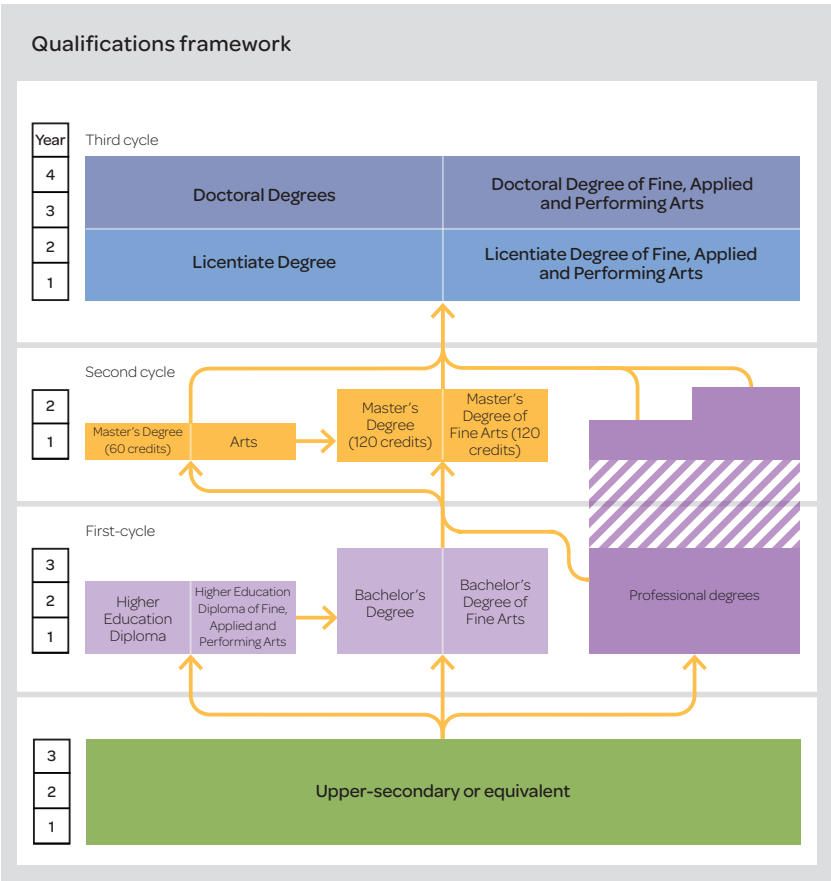 Qualifications framework
Year
Third cycle
4
3
2
1
Doctoral Degrees
Doctoral Degree of Fine, Applied
and Performing Arts
Licentiate Degree
Licentiate Degree of Fine, Applied
and Performing Arts
Second cycle
2
1
Master's Degree
(60 credits)
Arts
Master's
Degree
(120 credits)
Master's
Degree of
Fine Arts (120
credits)
First-cycle
3
2
1
Higher
Education
Diploma
Higher Education
Diploma of Fine,
Applied and
Performing Arts
Bachelor's
Degree
Bachelor's
Degree of
Fine Arts
Professional degrees
3
2
1
Upper-secondary or equivalent